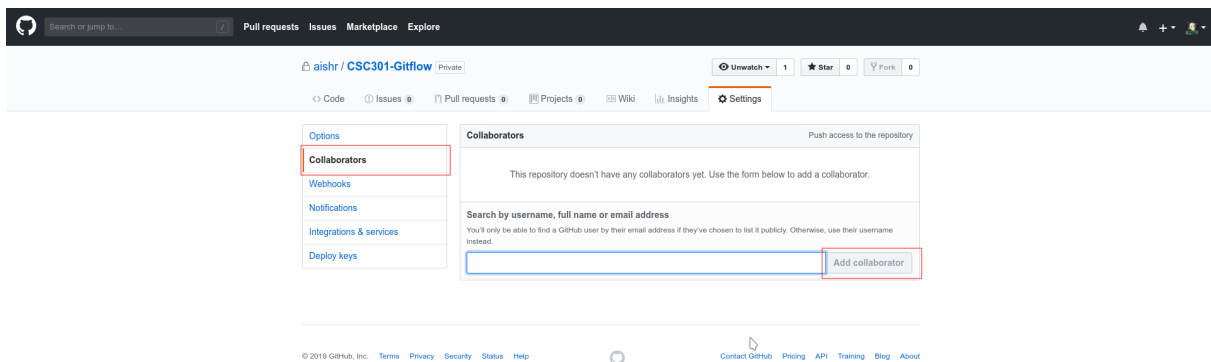 Search or jump to... / Pull requests Issues Marketplace Explore
aishr / CSC301-Gitflow Private Unwatch 1 Star 0 Fork 0
Code Issues 0 Pull requests 0 Projects 0 Wiki Insights Settings
Options
Collaborators
Webhooks
Notifications
Integrations & services
Deploy keys
Collaborators Push access to the repository
This repository doesn't have any collaborators yet. Use the form below to add a collaborator.
Search by username, full name or email address
You'll only be able to find a GitHub user by their email address if they've chosen to list it publicly. Otherwise, use their username
instead.
Add collaborator
© 2019 GitHub, Inc. Terms Privacy Security Status Help Contact GitHub Pricing API Training Blog About